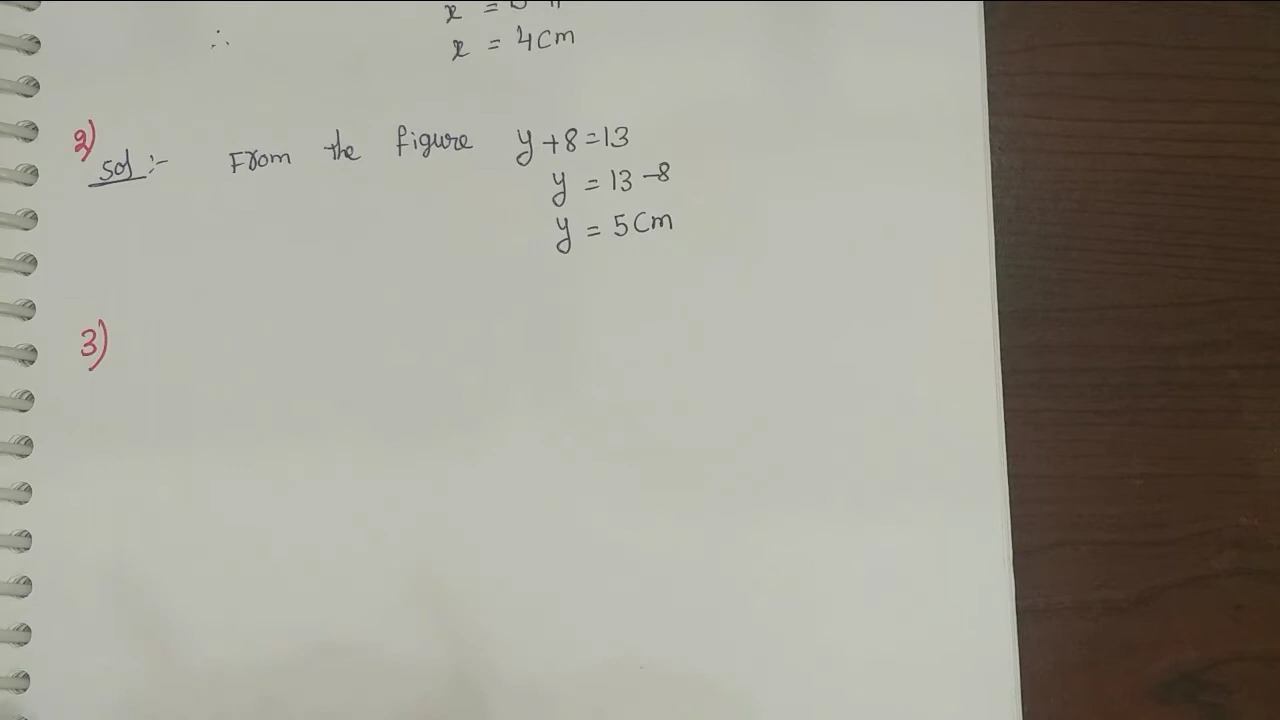 x =
∴ x = 4cm
2)
Sol :- From the figure y + 8 = 13
y = 13 - 8
y = 5cm
3)